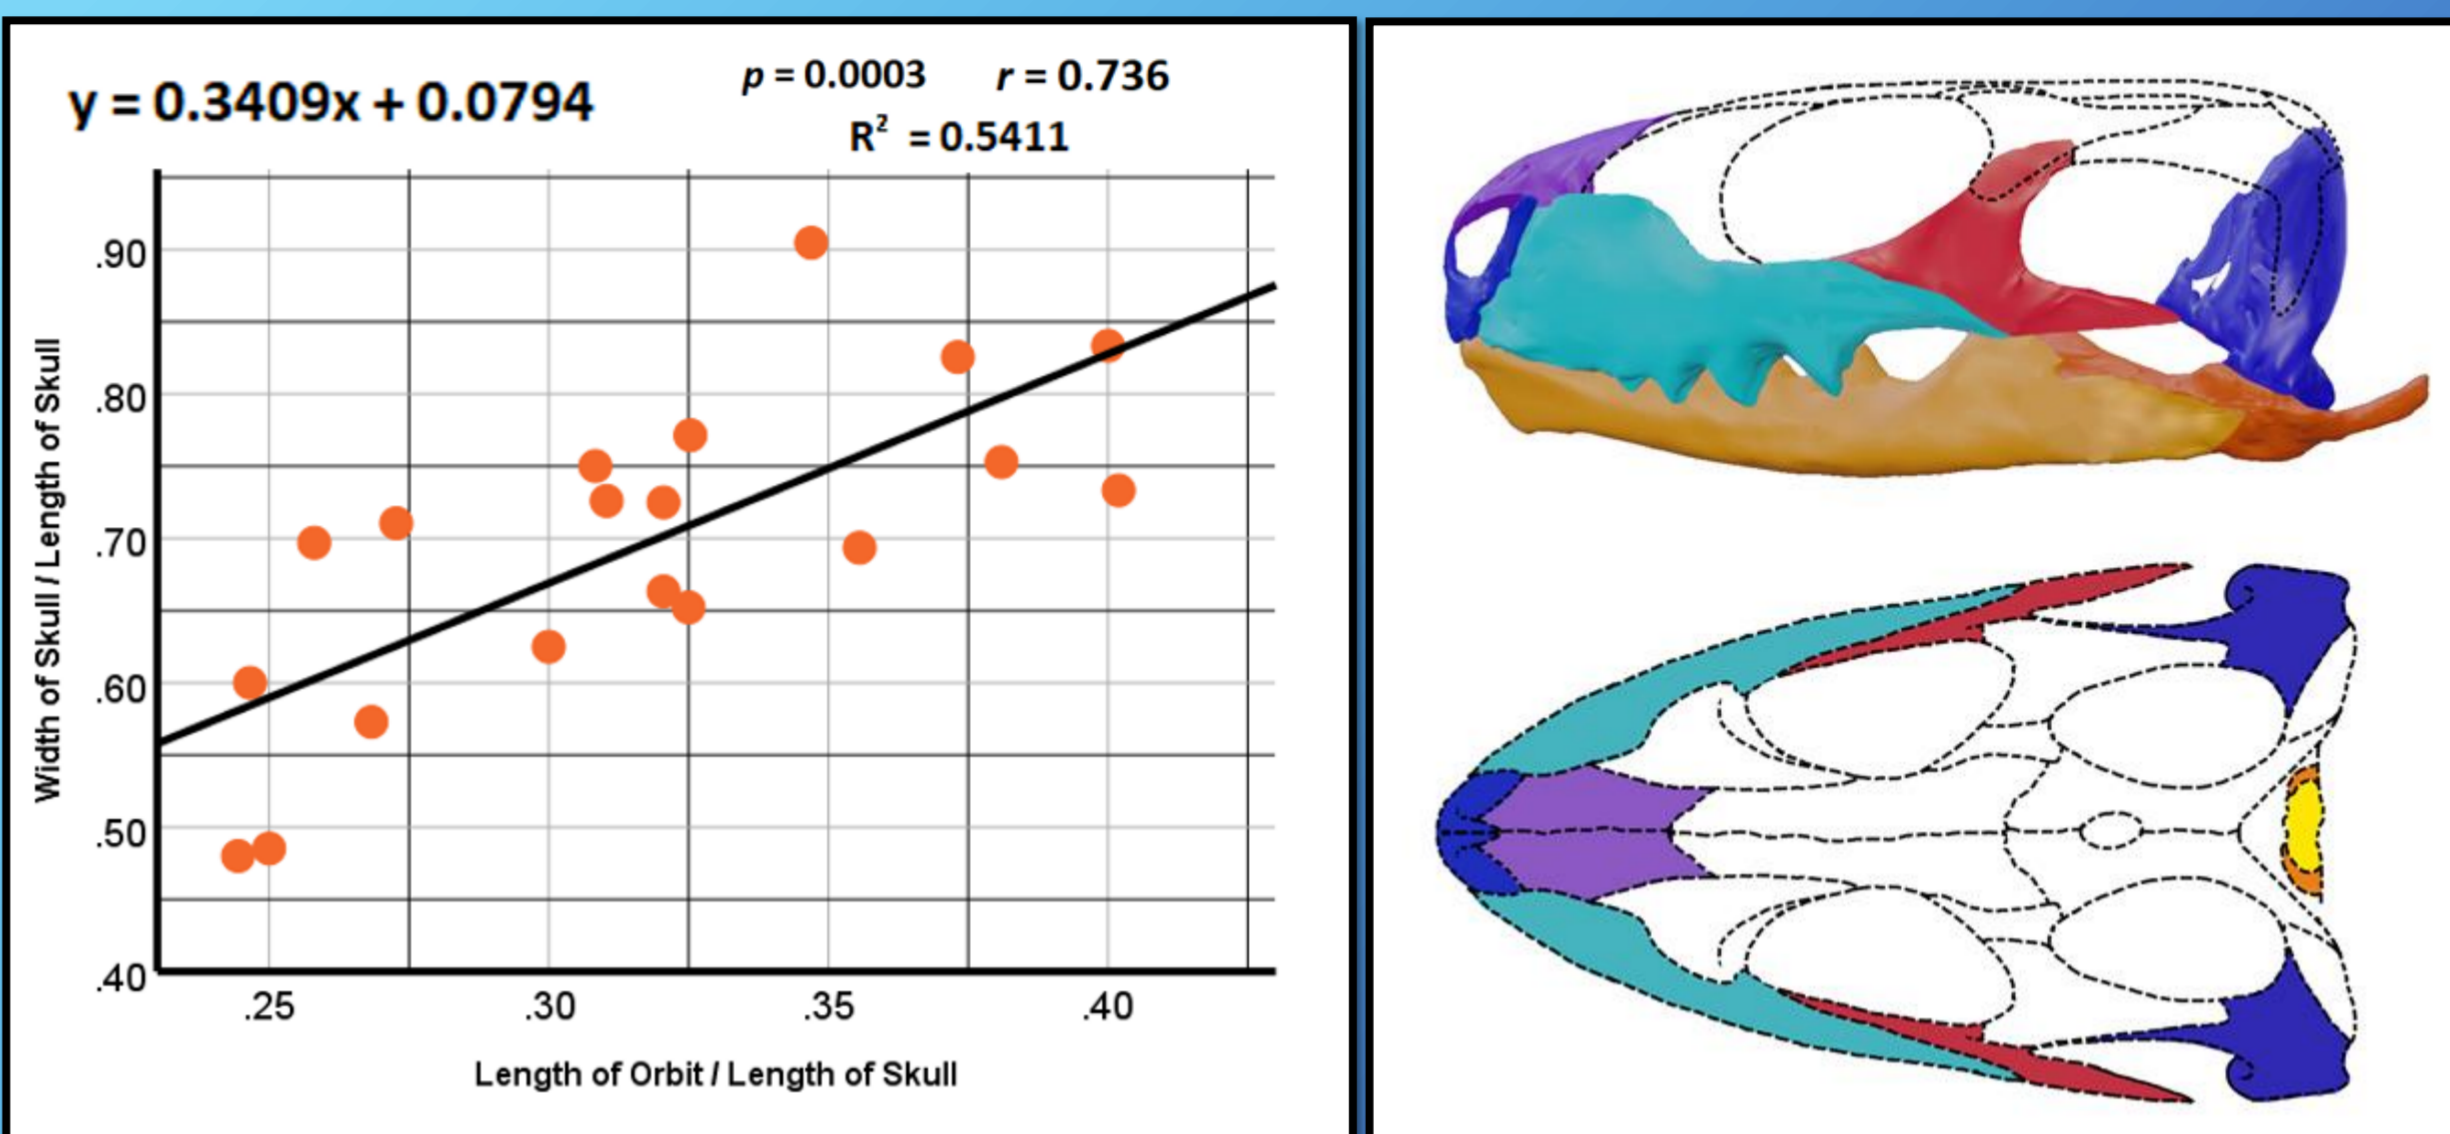 y = 0.3409x + 0.0794
p = 0.0003 r = 0.736
R² = 0.5411
Width of Skull / Length of Skull
.90
.80
.70
.60
.50
.40
.25 .30 .35 .40
Length of Orbit / Length of Skull